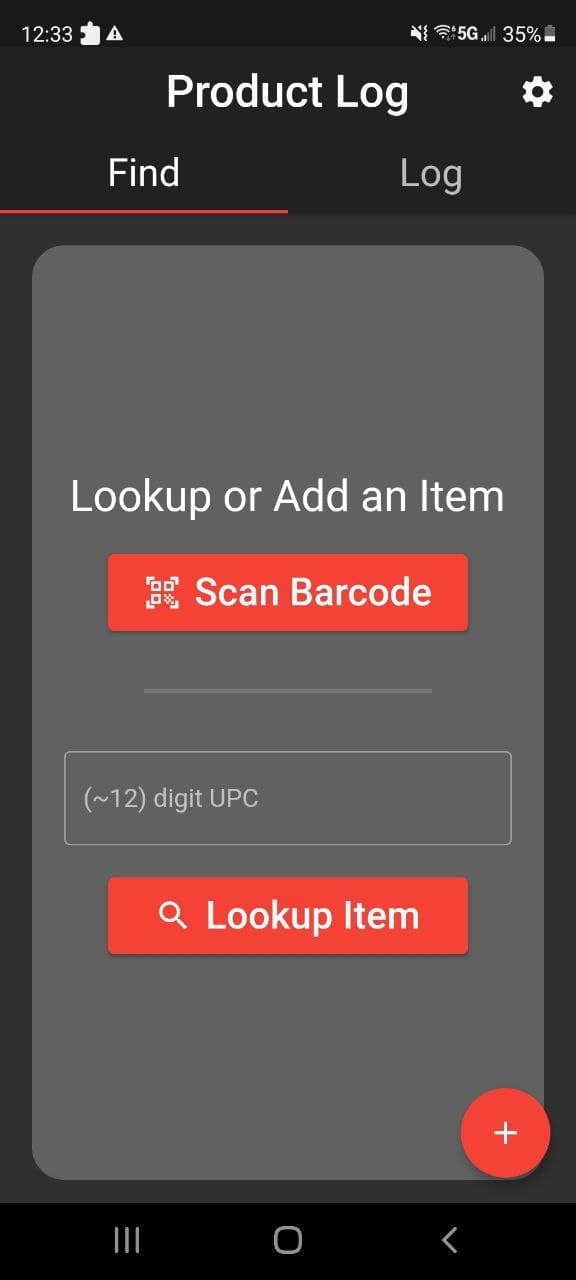 12:33 5G 35%
Product Log
Find Log
Lookup or Add an Item
Scan Barcode
(~12) digit UPC
Lookup Item
+